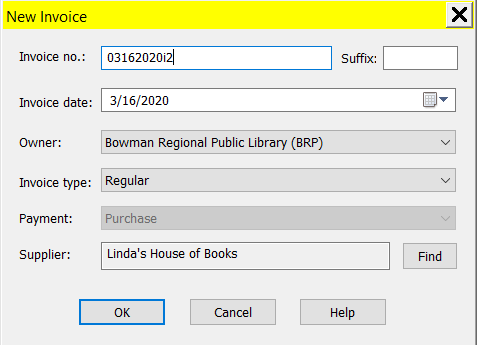 New Invoice
Invoice no.: 03162020i2 Suffix:
Invoice date: 3/16/2020
Owner: Bowman Regional Public Library (BRP)
Invoice type: Regular
Payment: Purchase
Supplier: Linda's House of Books Find
OK Cancel Help